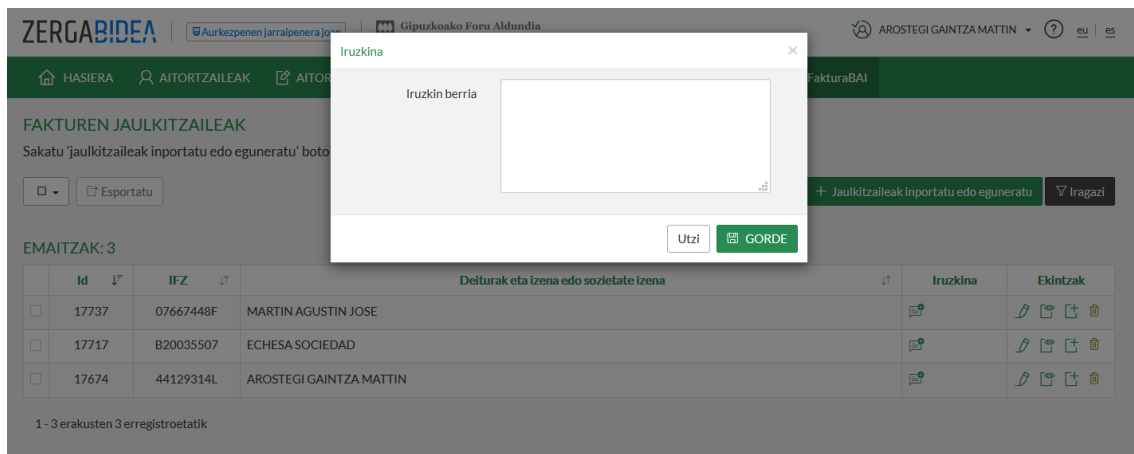 ZERGABIDEA
Aurkezpenen jarraipenera
Gipuzkoako Foru Aldundia
AROSTEGI GAINTZA MATTIN
?
eu | es
HASIERA
AITORTZAILEAK
FakturaBAI
Iruzkina
×
Iruzkin berria
Utzi
GORDE
FAKTUREN JAULKITZAILEAK
Sakatu 'jaulkitzaileak inportatu edo eguneratu'
Esportatu
+ Jaulkitzaileak inportatu edo eguneratu
Iragazi
EMAITZAK: 3
Id IFZ Deiturak eta izena edo sozietate izena Iruzkina Ekintzak
17737 07667448F MARTIN AGUSTIN JOSE
17717 B20035507 ECHESA SOCIEDAD
17674 44129314L AROSTEGI GAINTZA MATTIN
1 - 3 erakusten 3 erregistroetatik